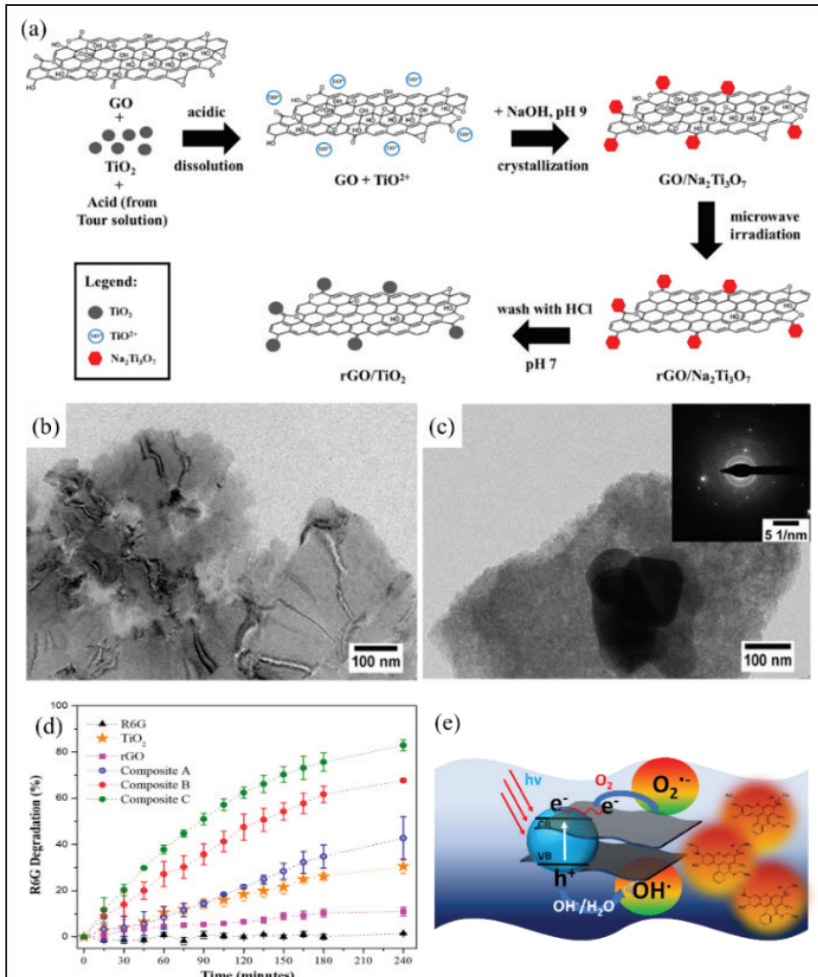 (a)
GO
+
TiO₂
+
Acid (from
Tour solution)
acidic
dissolution
GO + TiO²⁺
+ NaOH, pH 9
crystallization
GO/Na₂Ti₃O₇
microwave
irradiation
Legend:
TiO₂
TiO²⁺
Na₂Ti₃O₇
rGO/TiO₂
wash with HCl
pH 7
rGO/Na₂Ti₃O₇
(b)
100 nm
(c)
5 1/nm
100 nm
(d)
R6G Degradation (%)
100
80
60
40
20
0
R6G
TiO₂
rGO
Composite A
Composite B
Composite C
0 30 60 90 120 150 180 210 240
Time (minutes)
(e)
hν
O₂
O₂˙⁻
e⁻
e⁻
CB
VB
h⁺
OH⁻/H₂O
OH˙